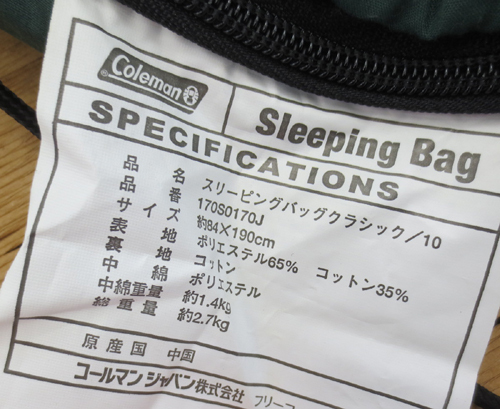 Coleman
Sleeping Bag
SPECIFICATIONS
品 名 スリーピングバッグクラシック/10
品 番 170S0170J
サ イ ズ 約84×190cm
表 地 ポリエステル65% コットン35%
裏 地 コットン
中 綿 ポリエステル
中綿重量 約1.4kg
総 重 量 約2.7kg
原 産 国 中国
コールマン ジャパン株式会社 フリーコ